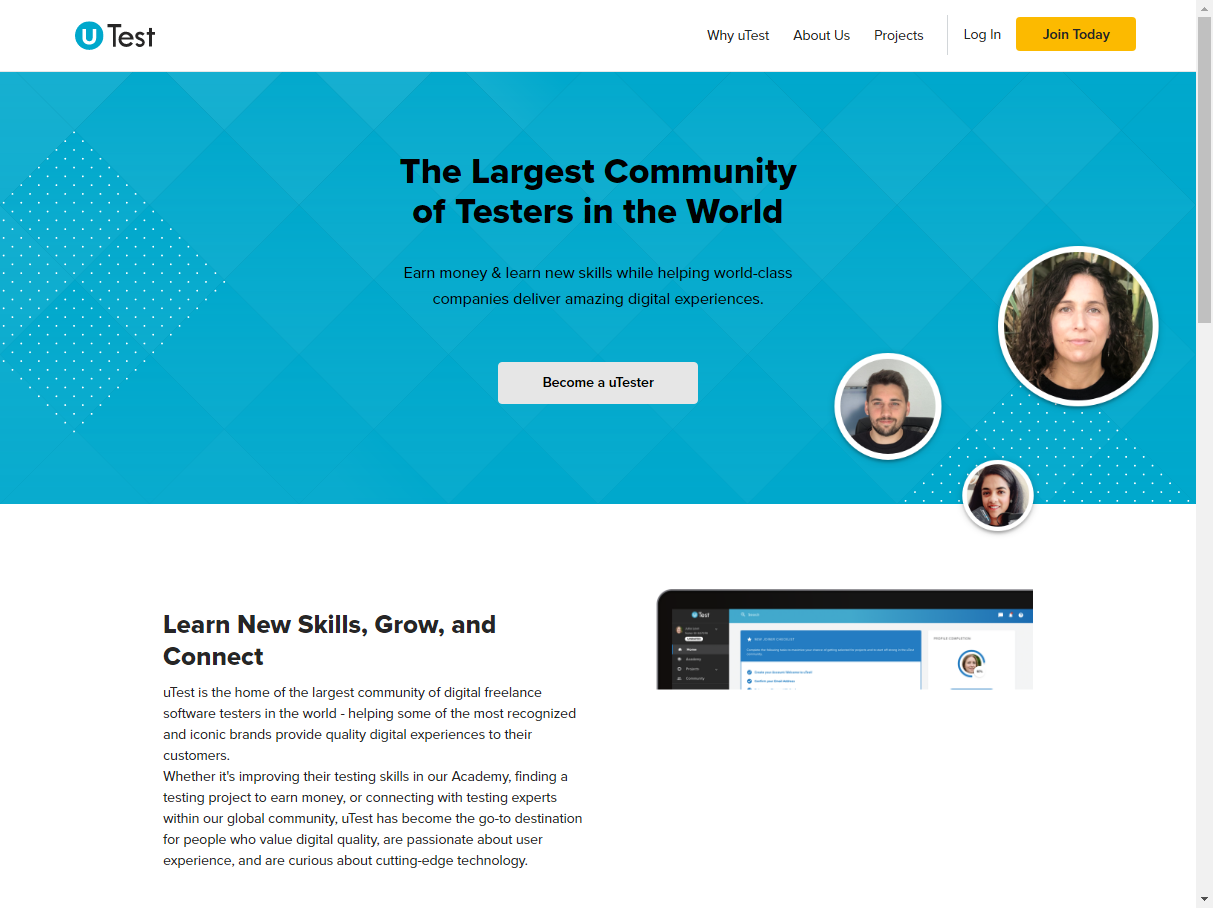 uTest
Why uTest
About Us
Projects
Log In
Join Today
The Largest Community
of Testers in the World
Earn money & learn new skills while helping world-class
companies deliver amazing digital experiences.
Become a uTester
Learn New Skills, Grow, and
Connect
uTest is the home of the largest community of digital freelance
software testers in the world - helping some of the most recognized
and iconic brands provide quality digital experiences to their
customers.
Whether it's improving their testing skills in our Academy, finding a
testing project to earn money, or connecting with testing experts
within our global community, uTest has become the go-to destination
for people who value digital quality, are passionate about user
experience, and are curious about cutting-edge technology.
uTest
Search
Home
Academy
Projects
Community
PROFILE COMPLETION